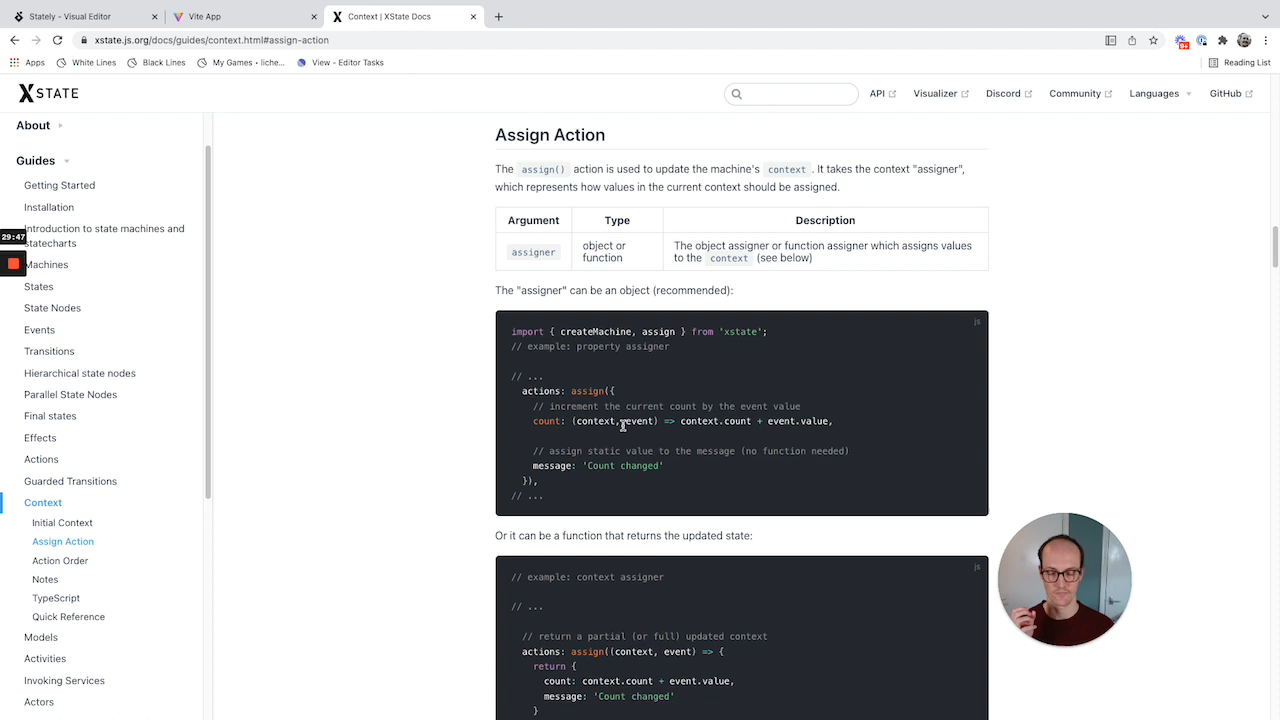 Stately - Visual Editor
Vite App
Context | XState Docs
xstate.js.org/docs/guides/context.html#assign-action
Apps
White Lines
Black Lines
My Games • liche...
View - Editor Tasks
Reading List
XSTATE
API
Visualizer
Discord
Community
Languages
GitHub
About
Guides
Getting Started
Installation
29:47
Introduction to state machines and
statecharts
Machines
States
State Nodes
Events
Transitions
Hierarchical state nodes
Parallel State Nodes
Final states
Effects
Actions
Guarded Transitions
Context
Initial Context
Assign Action
Action Order
Notes
TypeScript
Quick Reference
Models
Activities
Invoking Services
Actors
Assign Action
The assign() action is used to update the machine's context . It takes the context "assigner",
which represents how values in the current context should be assigned.
Argument Type Description
assigner
object or
function
The object assigner or function assigner which assigns values
to the context (see below)
The "assigner" can be an object (recommended):
js
import { createMachine, assign } from 'xstate';
// example: property assigner
// ...
actions: assign({
// increment the current count by the event value
count: (context, event) => context.count + event.value,
// assign static value to the message (no function needed)
message: 'Count changed'
}),
// ...
Or it can be a function that returns the updated state:
js
// example: context assigner
// ...
// return a partial (or full) updated context
actions: assign((context, event) => {
return {
count: context.count + event.value,
message: 'Count changed'
}